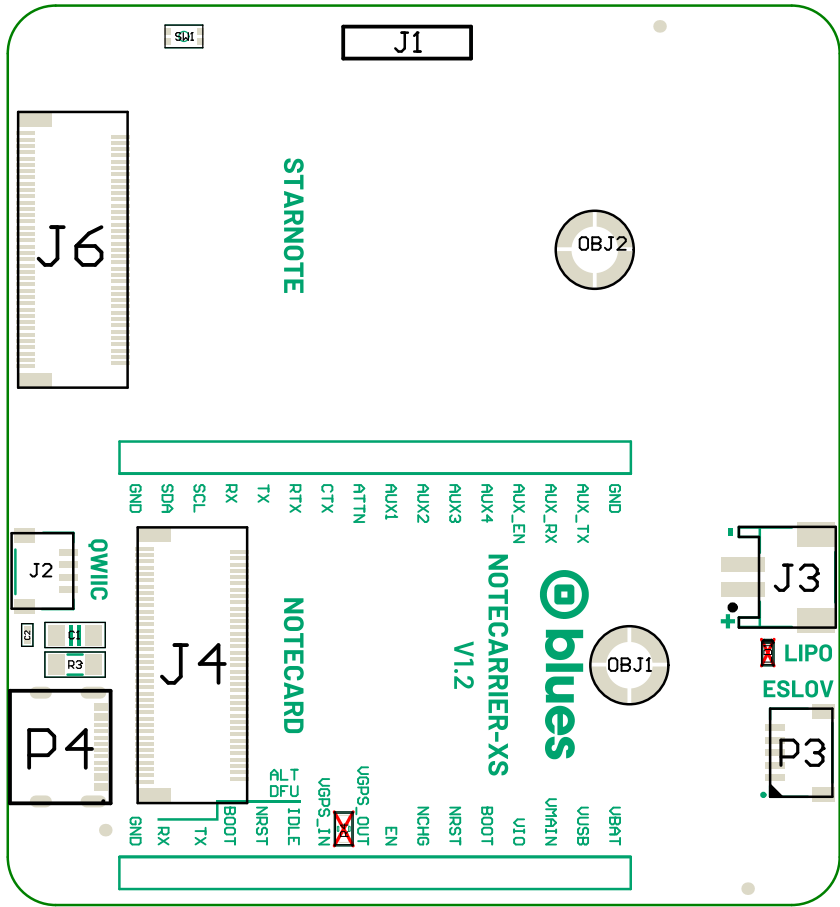 SW1
J1
J6
STARNOTE
OBJ2
GND
SDA
SCL
RX
TX
RTX
CTX
ATTN
AUX1
AUX2
AUX3
AUX4
AUX_EN
AUX_RX
AUX_TX
GND
J2
QWIIC
C2
C1
R3
J4
NOTECARD
V1.2
NOTECARRIER-XS
blues
OBJ1
-
J3
+
LIPO
ESLOV
P4
P3
ALT
DFU
GND
RX
TX
BOOT
NRST
IDLE
VGPS_IN
VGPS_OUT
EN
NCHG
NRST
BOOT
VIO
VMAIN
VUSB
VBAT